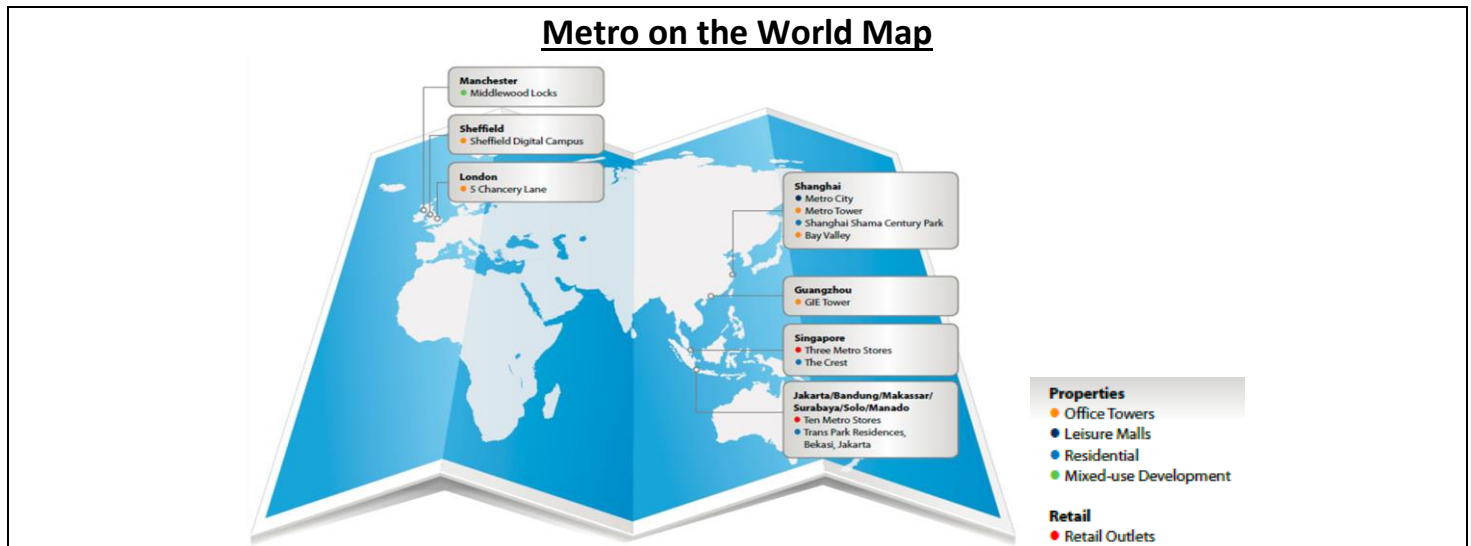 Metro on the World Map
Manchester
Middlewood Locks
Sheffield
Sheffield Digital Campus
London
5 Chancery Lane
Shanghai
Metro City
Metro Tower
Shanghai Shama Century Park
Bay Valley
Guangzhou
GIE Tower
Singapore
Three Metro Stores
The Crest
Jakarta/Bandung/Makassar/
Surabaya/Solo/Manado
Ten Metro Stores
Trans Park Residences,
Bekasi, Jakarta
Properties
Office Towers
Leisure Malls
Residential
Mixed-use Development
Retail
Retail Outlets